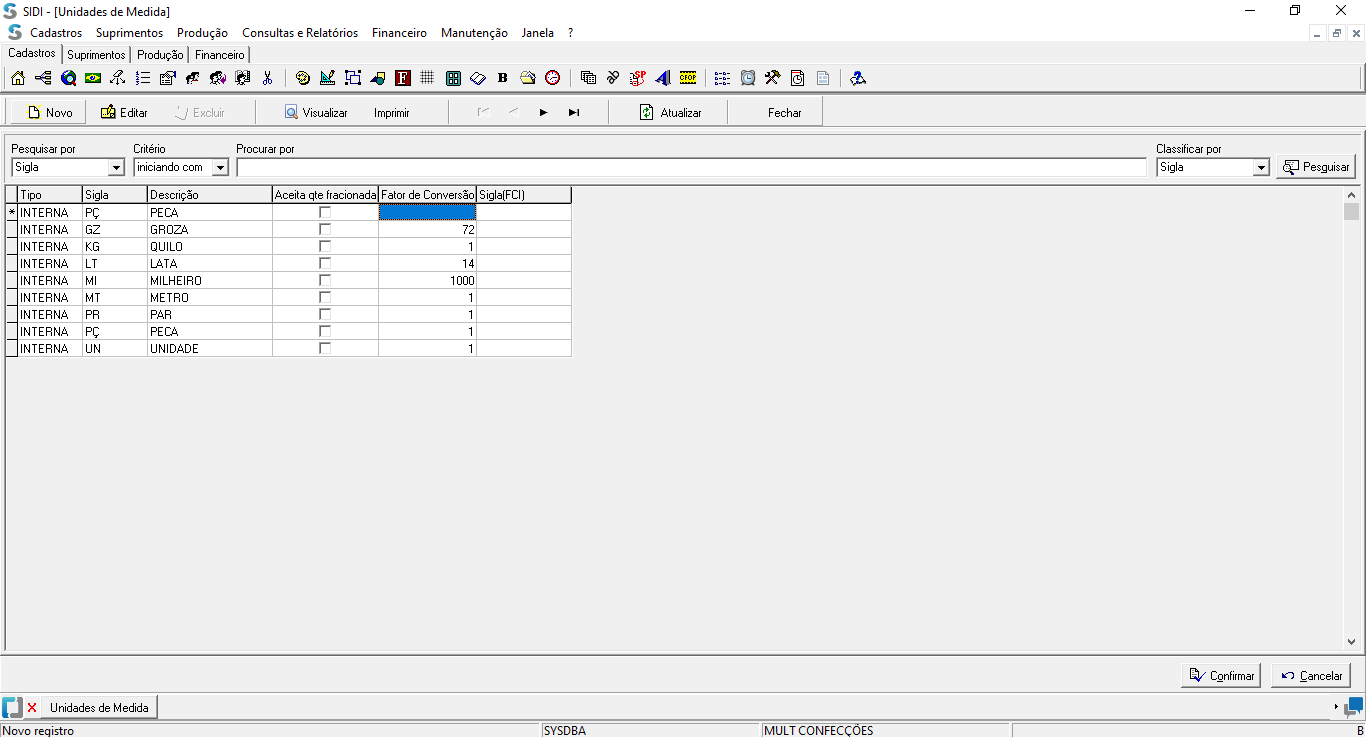 SIDI - [Unidades de Medida]
Cadastros Suprimentos Produção Consultas e Relatórios Financeiro Manutenção Janela ?
Cadastros Suprimentos Produção Financeiro
Novo Editar Excluir Visualizar Imprimir Atualizar Fechar
Pesquisar por Critério Procurar por Classificar por
Sigla iniciando com Sigla Pesquisar
Tipo Sigla Descrição Aceita qte fracionada Fator de Conversão Sigla(FCI)
* INTERNA PÇ PECA
INTERNA GZ GROZA 72
INTERNA KG QUILO 1
INTERNA LT LATA 14
INTERNA MI MILHEIRO 1000
INTERNA MT METRO 1
INTERNA PR PAR 1
INTERNA PÇ PECA 1
INTERNA UN UNIDADE 1
Confirmar Cancelar
Unidades de Medida
Novo registro SYSDBA MULT CONFECÇÕES B